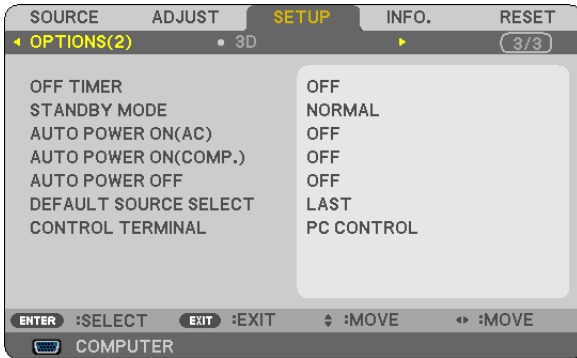 SOURCE ADJUST SETUP INFO. RESET
OPTIONS(2) 3D 3/3
OFF TIMER OFF
STANDBY MODE NORMAL
AUTO POWER ON(AC) OFF
AUTO POWER ON(COMP.) OFF
AUTO POWER OFF OFF
DEFAULT SOURCE SELECT LAST
CONTROL TERMINAL PC CONTROL
ENTER :SELECT EXIT :EXIT :MOVE :MOVE
COMPUTER